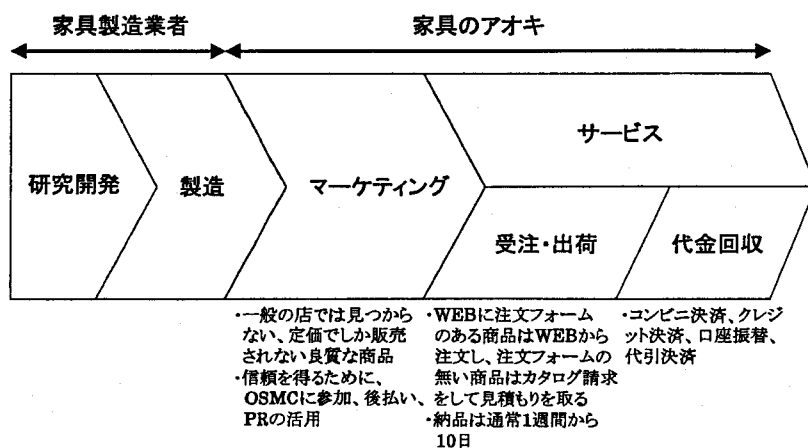 家具製造業者
家具のアオキ
研究開発
製造
マーケティング
サービス
受注・出荷
代金回収
・一般の店では見つから
ない、定価でしか販売
されない良質な商品
・信頼を得るために、
OSMCに参加、後払い、
PRの活用
・WEBに注文フォーム
のある商品はWEBから
注文し、注文フォームの
無い商品はカタログ請求
をして見積もりを取る
・納品は通常1週間から
10日
・コンビニ決済、クレジ
ット決済、口座振替、
代引決済